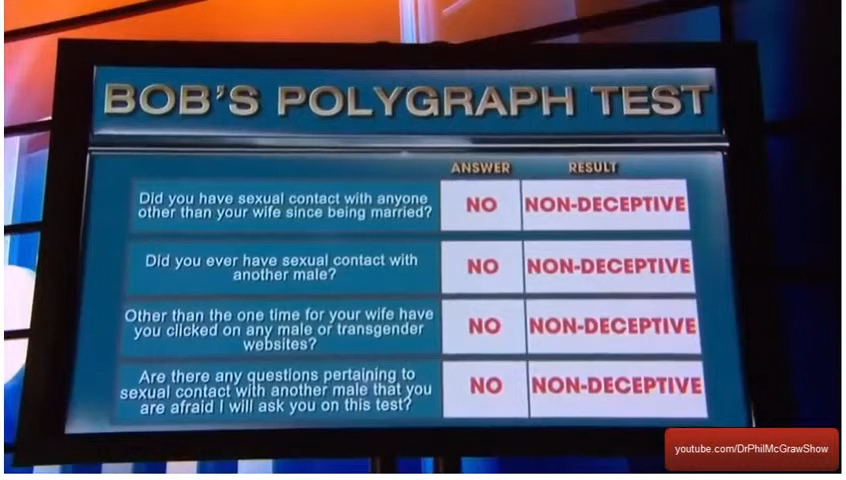 BOB'S POLYGRAPH TEST
ANSWER RESULT
Did you have sexual contact with anyone
other than your wife since being married?
NO NON-DECEPTIVE
Did you ever have sexual contact with
another male?
NO NON-DECEPTIVE
Other than the one time for your wife have
you clicked on any male or transgender
websites?
NO NON-DECEPTIVE
Are there any questions pertaining to
sexual contact with another male that you
are afraid I will ask you on this test?
NO NON-DECEPTIVE
youtube.com/DrPhilMcGrawShow